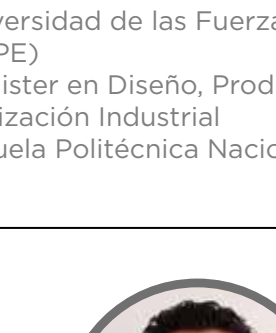 versidad de las Fuerza
PE)
ister en Diseño, Prod
ización Industrial
uela Politécnica Nacio